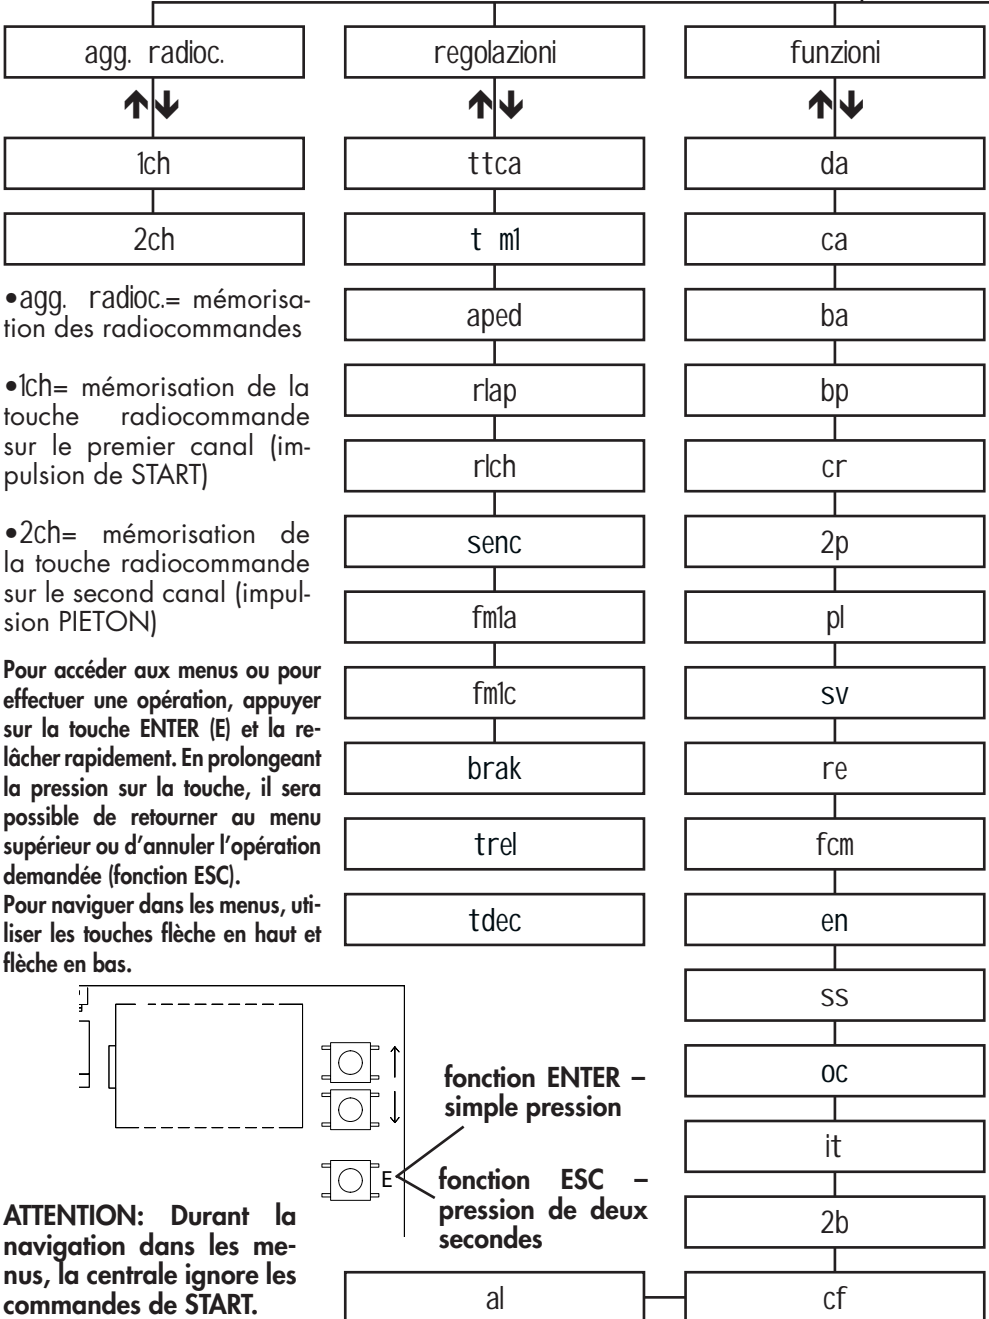 agg. radioc.
regolazioni
funzioni
1ch
2ch
•agg. radioc.= mémorisa-
tion des radiocommandes
•1ch= mémorisation de la
touche radiocommande
sur le premier canal (im-
pulsion de START)
•2ch= mémorisation de
la touche radiocommande
sur le second canal (impul-
sion PIETON)
Pour accéder aux menus ou pour
effectuer une opération, appuyer
sur la touche ENTER (E) et la re-
lâcher rapidement. En prolongeant
la pression sur la touche, il sera
possible de retourner au menu
supérieur ou d’annuler l’opération
demandée (fonction ESC).
Pour naviguer dans les menus, uti-
liser les touches flèche en haut et
flèche en bas.
ttca
t m1
aped
rlap
rlch
senc
fm1a
fm1c
brak
trel
tdec
da
ca
ba
bp
cr
2p
pl
sv
re
fcm
en
ss
oc
it
2b
cf
al
E
fonction ENTER –
simple pression
fonction ESC –
pression de deux
secondes
ATTENTION: Durant la
navigation dans les me-
nus, la centrale ignore les
commandes de START.